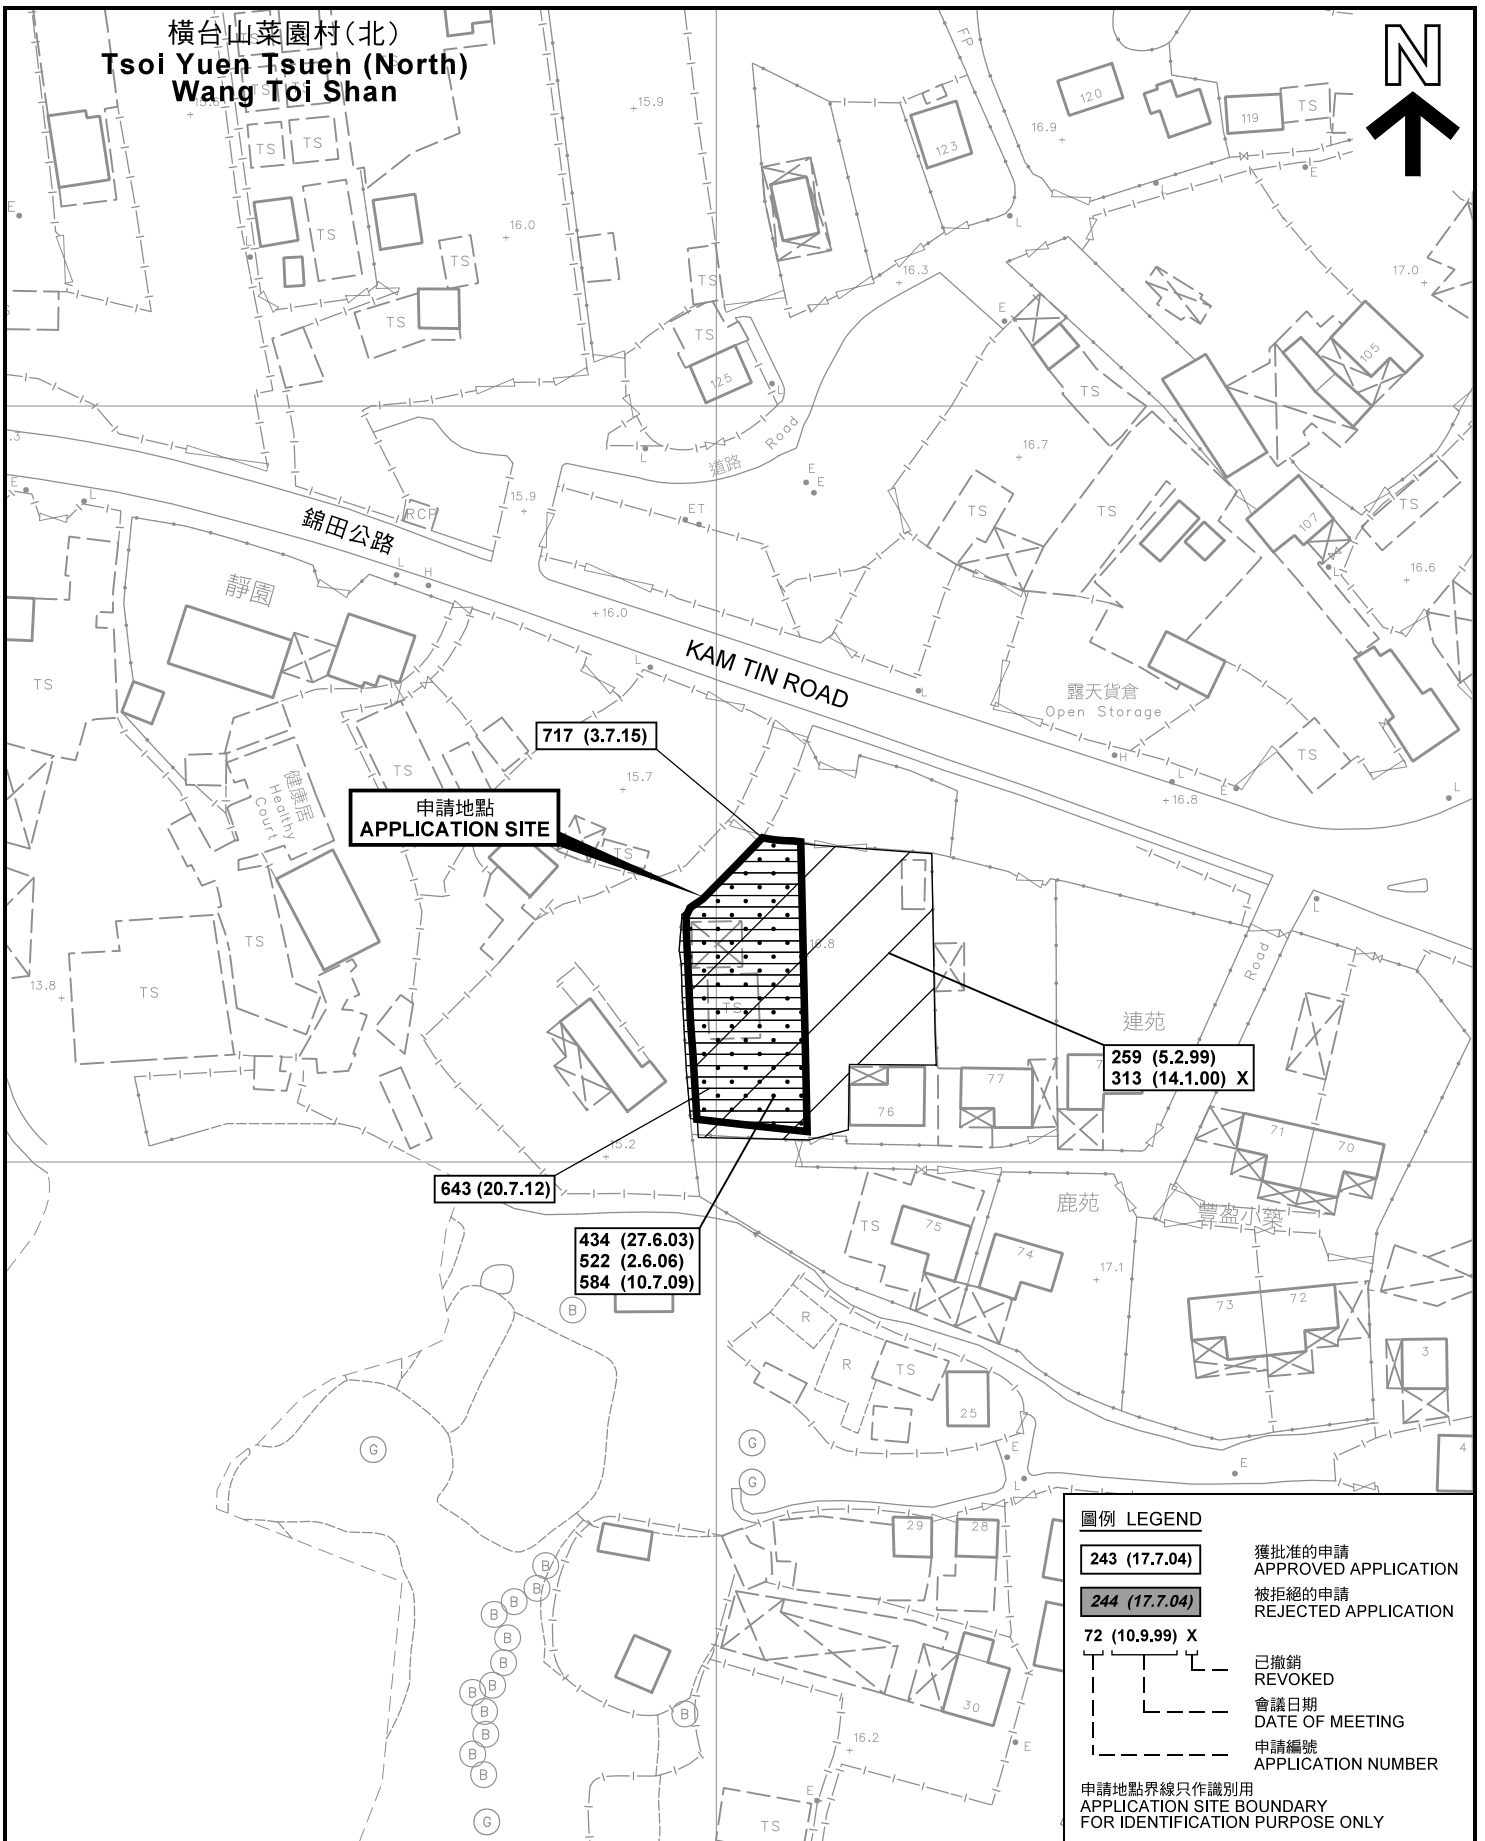 橫台山菜園村(北)
Tsoi Yuen Tsuen (North)
Wang Toi Shan
N
15.9
16.9
120
119
TS
123
FP
TS
TS
16.0
TS
TS
TS
TS
16.3
17.0
TS
125
105
TS
道路 Road
16.7
15.9
RCP
ET
TS
TS
107
TS
錦田公路
靜園
16.0
16.6
KAM TIN ROAD
露天貨倉
Open Storage
TS
TS
717 (3.7.15)
15.7
TS
健康居
Healthy
Court
16.8
申請地點
APPLICATION SITE
TS
TS
TS
13.8
TS
Road
連苑
259 (5.2.99)
313 (14.1.00) X
76
77
71
70
15.2
643 (20.7.12)
鹿苑
豐盈小築
434 (27.6.03)
522 (2.6.06)
584 (10.7.09)
TS
75
74
17.1
73
72
R
R
TS
25
3
4
29
28
30
16.2
TS
圖例 LEGEND
243 (17.7.04)
獲批准的申請
APPROVED APPLICATION
244 (17.7.04)
被拒絕的申請
REJECTED APPLICATION
72 (10.9.99) X
已撤銷
REVOKED
會議日期
DATE OF MEETING
申請編號
APPLICATION NUMBER
申請地點界線只作識別用
APPLICATION SITE BOUNDARY
FOR IDENTIFICATION PURPOSE ONLY